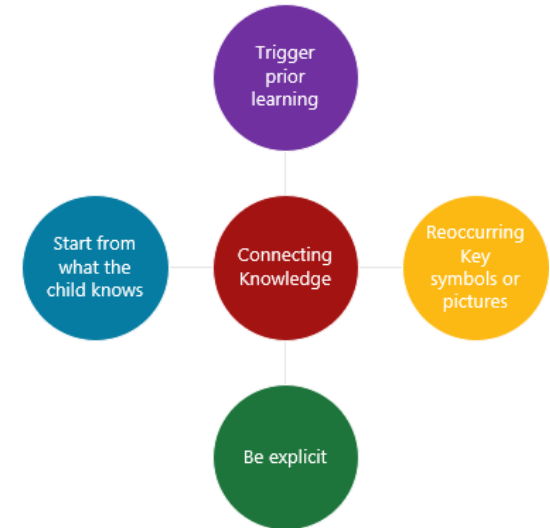 Trigger
prior
learning
Start from
what the
child knows
Connecting
Knowledge
Reoccurring
Key
symbols or
pictures
Be explicit